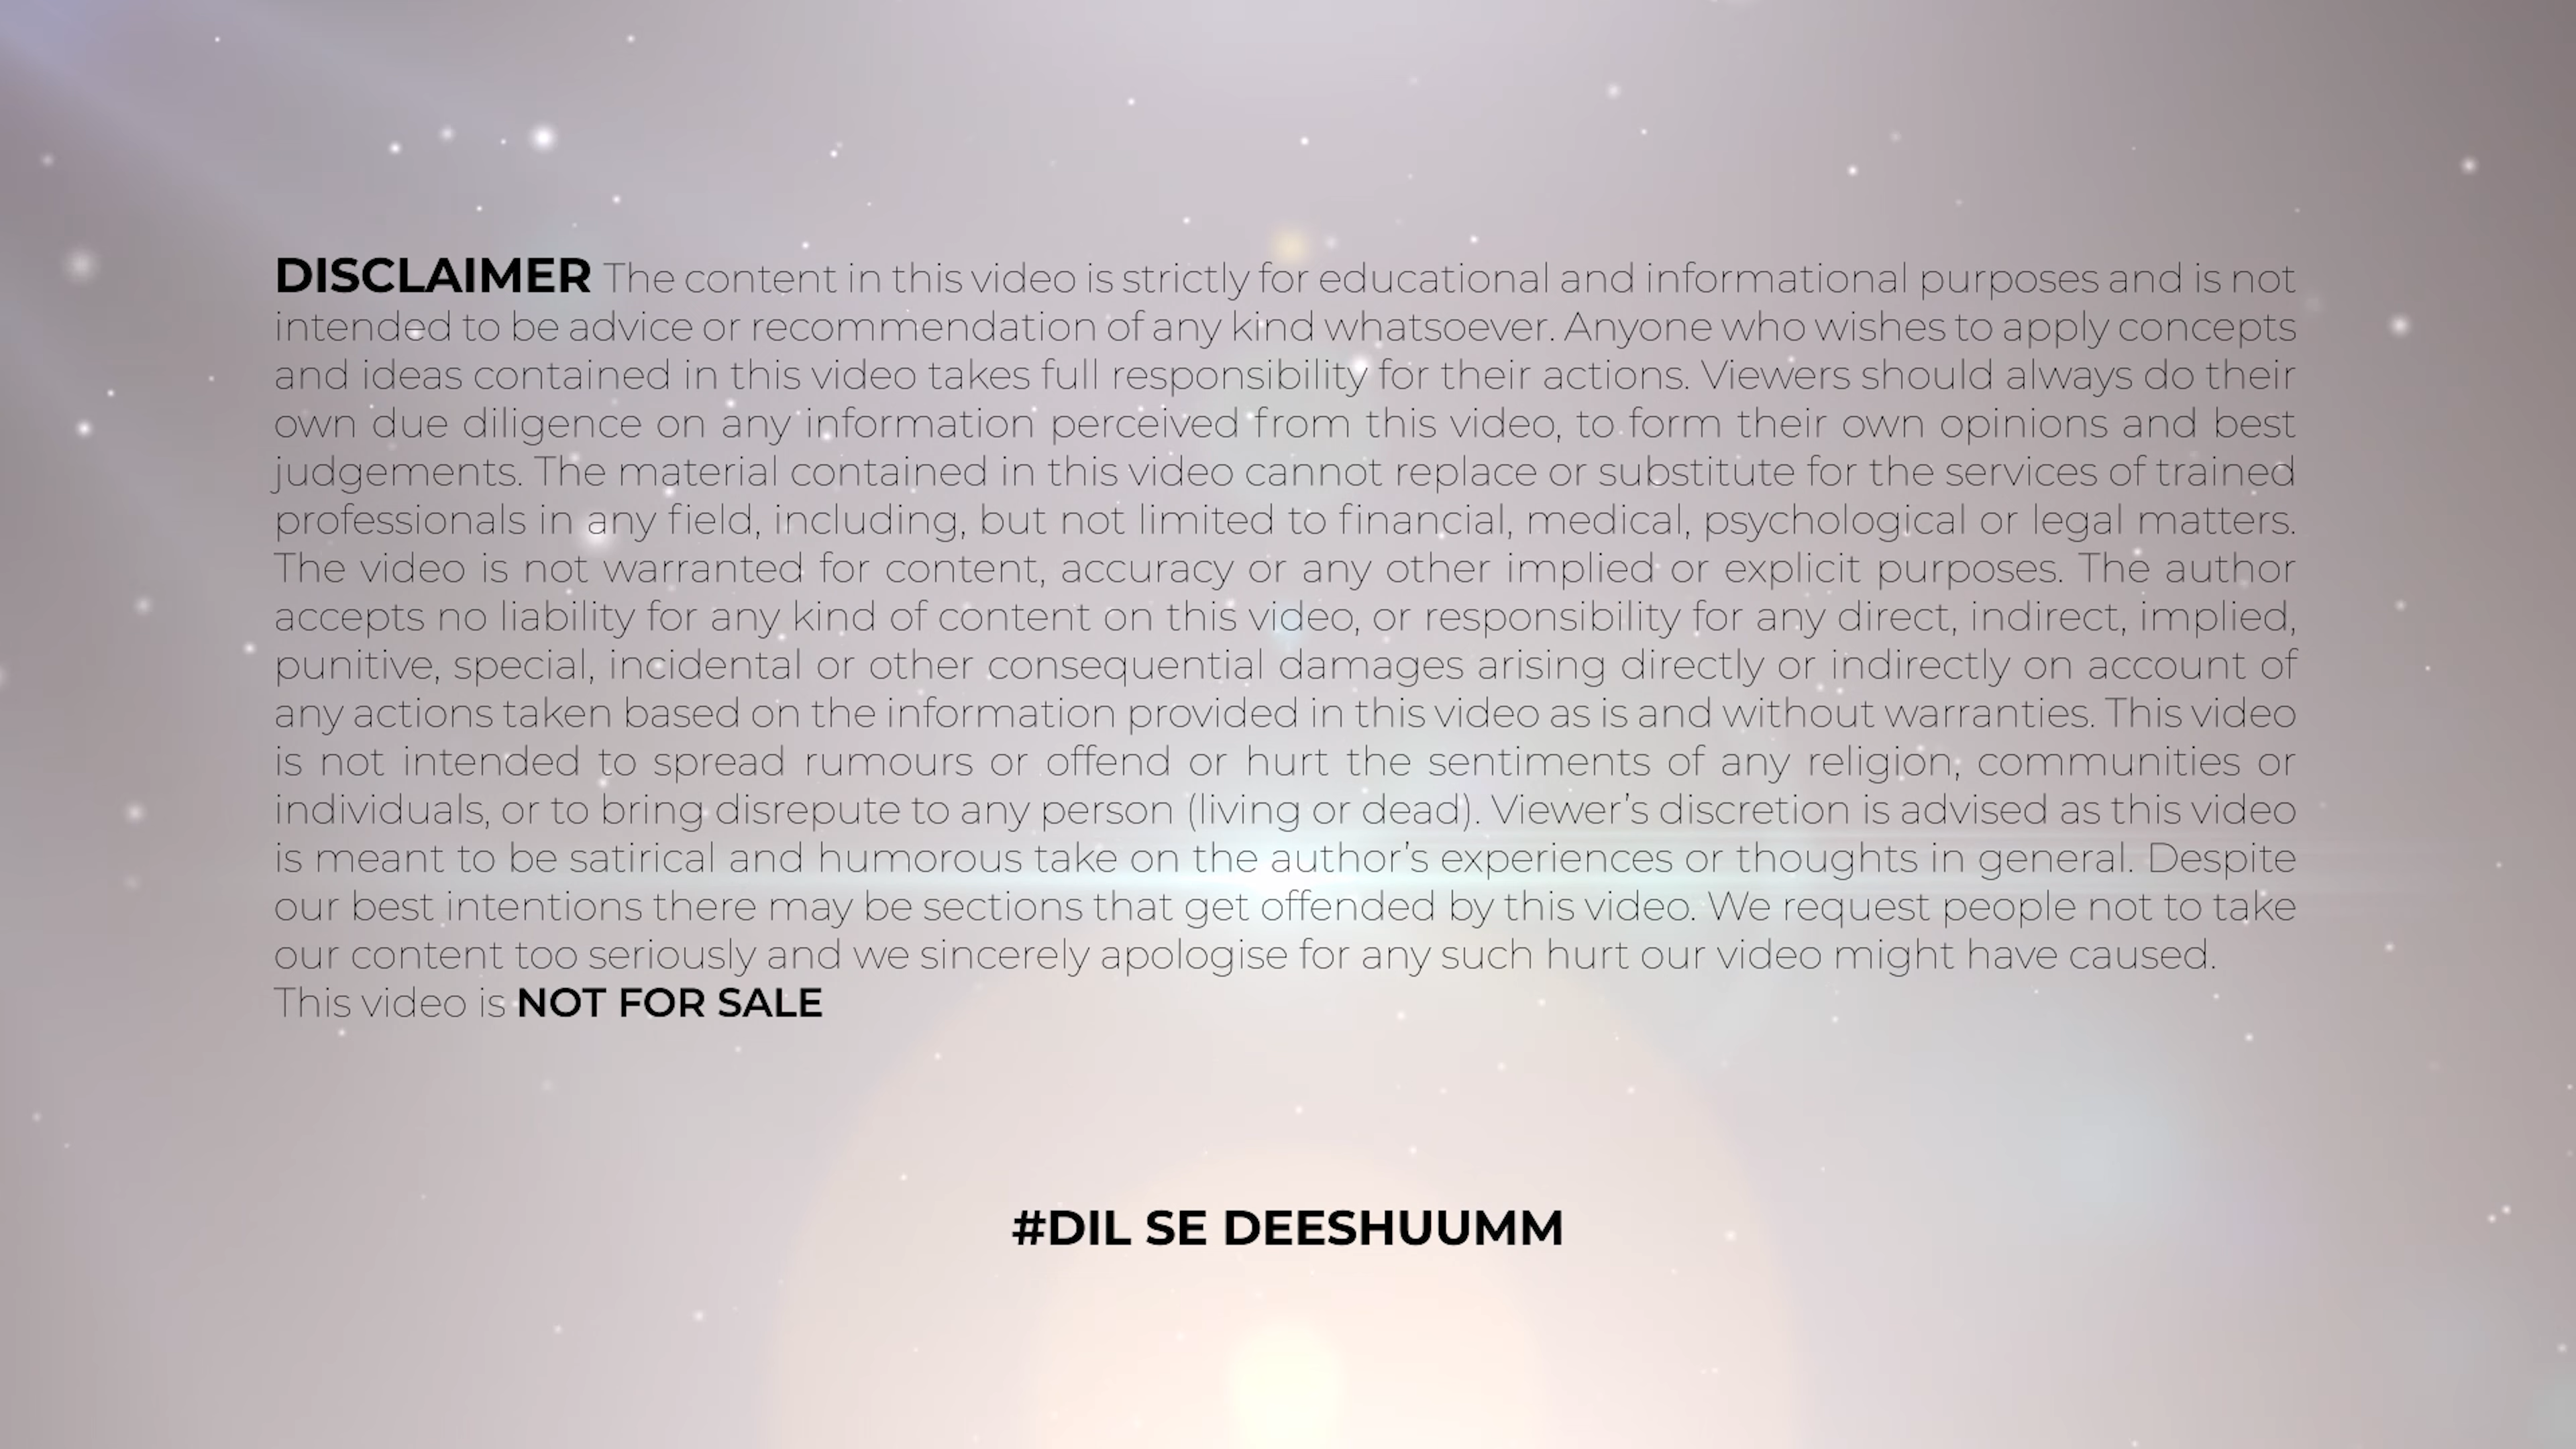 DISCLAIMER The content in this video is strictly for educational and informational purposes and is not
intended to be advice or recommendation of any kind whatsoever. Anyone who wishes to apply concepts
and ideas contained in this video takes full responsibility for their actions. Viewers should always do their
own due diligence on any information perceived from this video, to form their own opinions and best
judgements. The material contained in this video cannot replace or substitute for the services of trained
professionals in any field, including, but not limited to financial, medical, psychological or legal matters.
The video is not warranted for content, accuracy or any other implied or explicit purposes. The author
accepts no liability for any kind of content on this video, or responsibility for any direct, indirect, implied,
punitive, special, incidental or other consequential damages arising directly or indirectly on account of
any actions taken based on the information provided in this video as is and without warranties. This video
is not intended to spread rumours or offend or hurt the sentiments of any religion, communities or
individuals, or to bring disrepute to any person (living or dead). Viewer’s discretion is advised as this video
is meant to be satirical and humorous take on the author’s experiences or thoughts in general. Despite
our best intentions there may be sections that get offended by this video. We request people not to take
our content too seriously and we sincerely apologise for any such hurt our video might have caused.
This video is NOT FOR SALE
#DIL SE DEESHUUMM